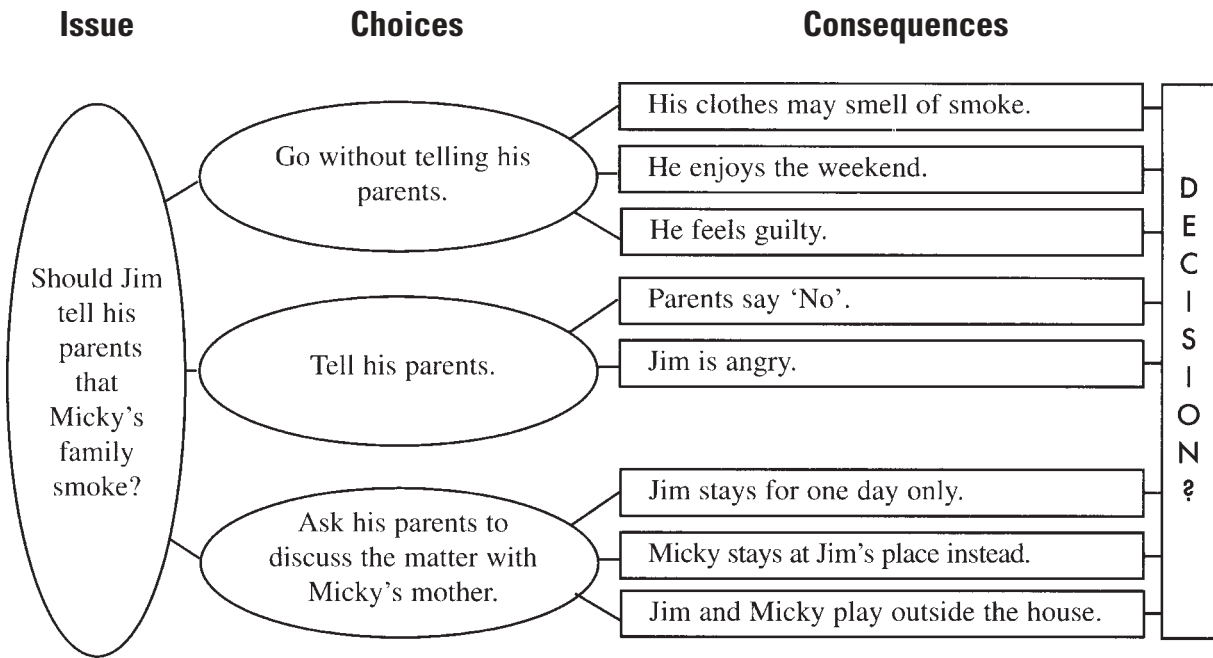 Issue
Choices
Consequences
Should Jim
tell his
parents
that
Micky's
family
smoke?
Go without telling his
parents.
His clothes may smell of smoke.
He enjoys the weekend.
He feels guilty.
Tell his parents.
Parents say ‘No’.
Jim is angry.
Ask his parents to
discuss the matter with
Micky's mother.
Jim stays for one day only.
Micky stays at Jim's place instead.
Jim and Micky play outside the house.
DECISION?